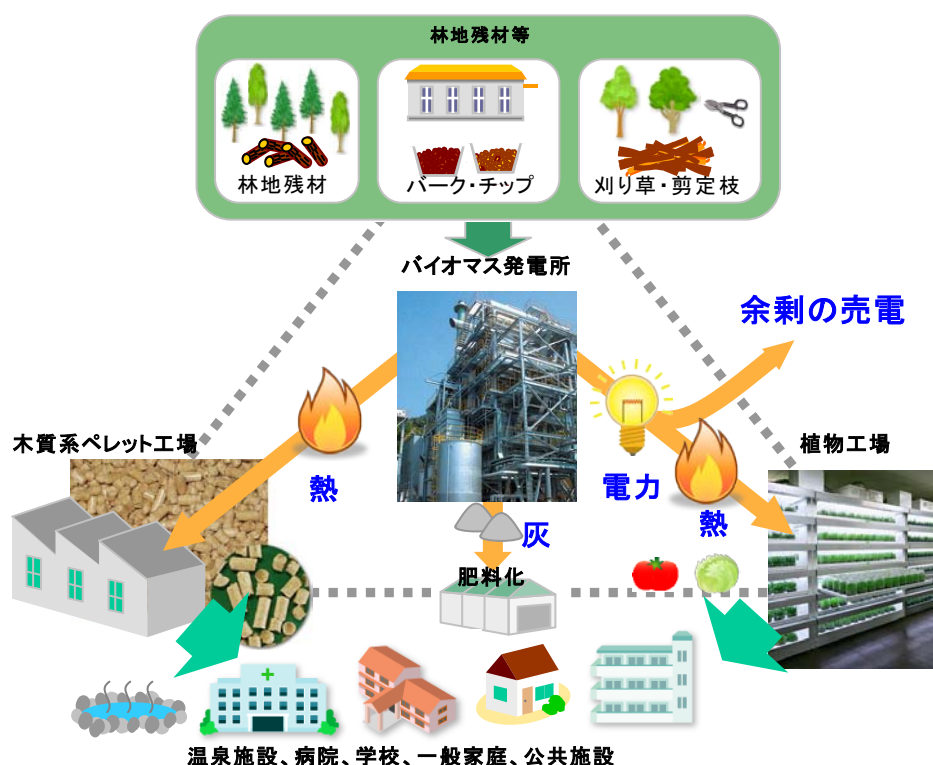 林地残材等
林地残材
バーク・チップ
刈り草・剪定枝
バイオマス発電所
余剰の売電
木質系ペレット工場
植物工場
熱
電力
熱
灰
肥料化
温泉施設、病院、学校、一般家庭、公共施設